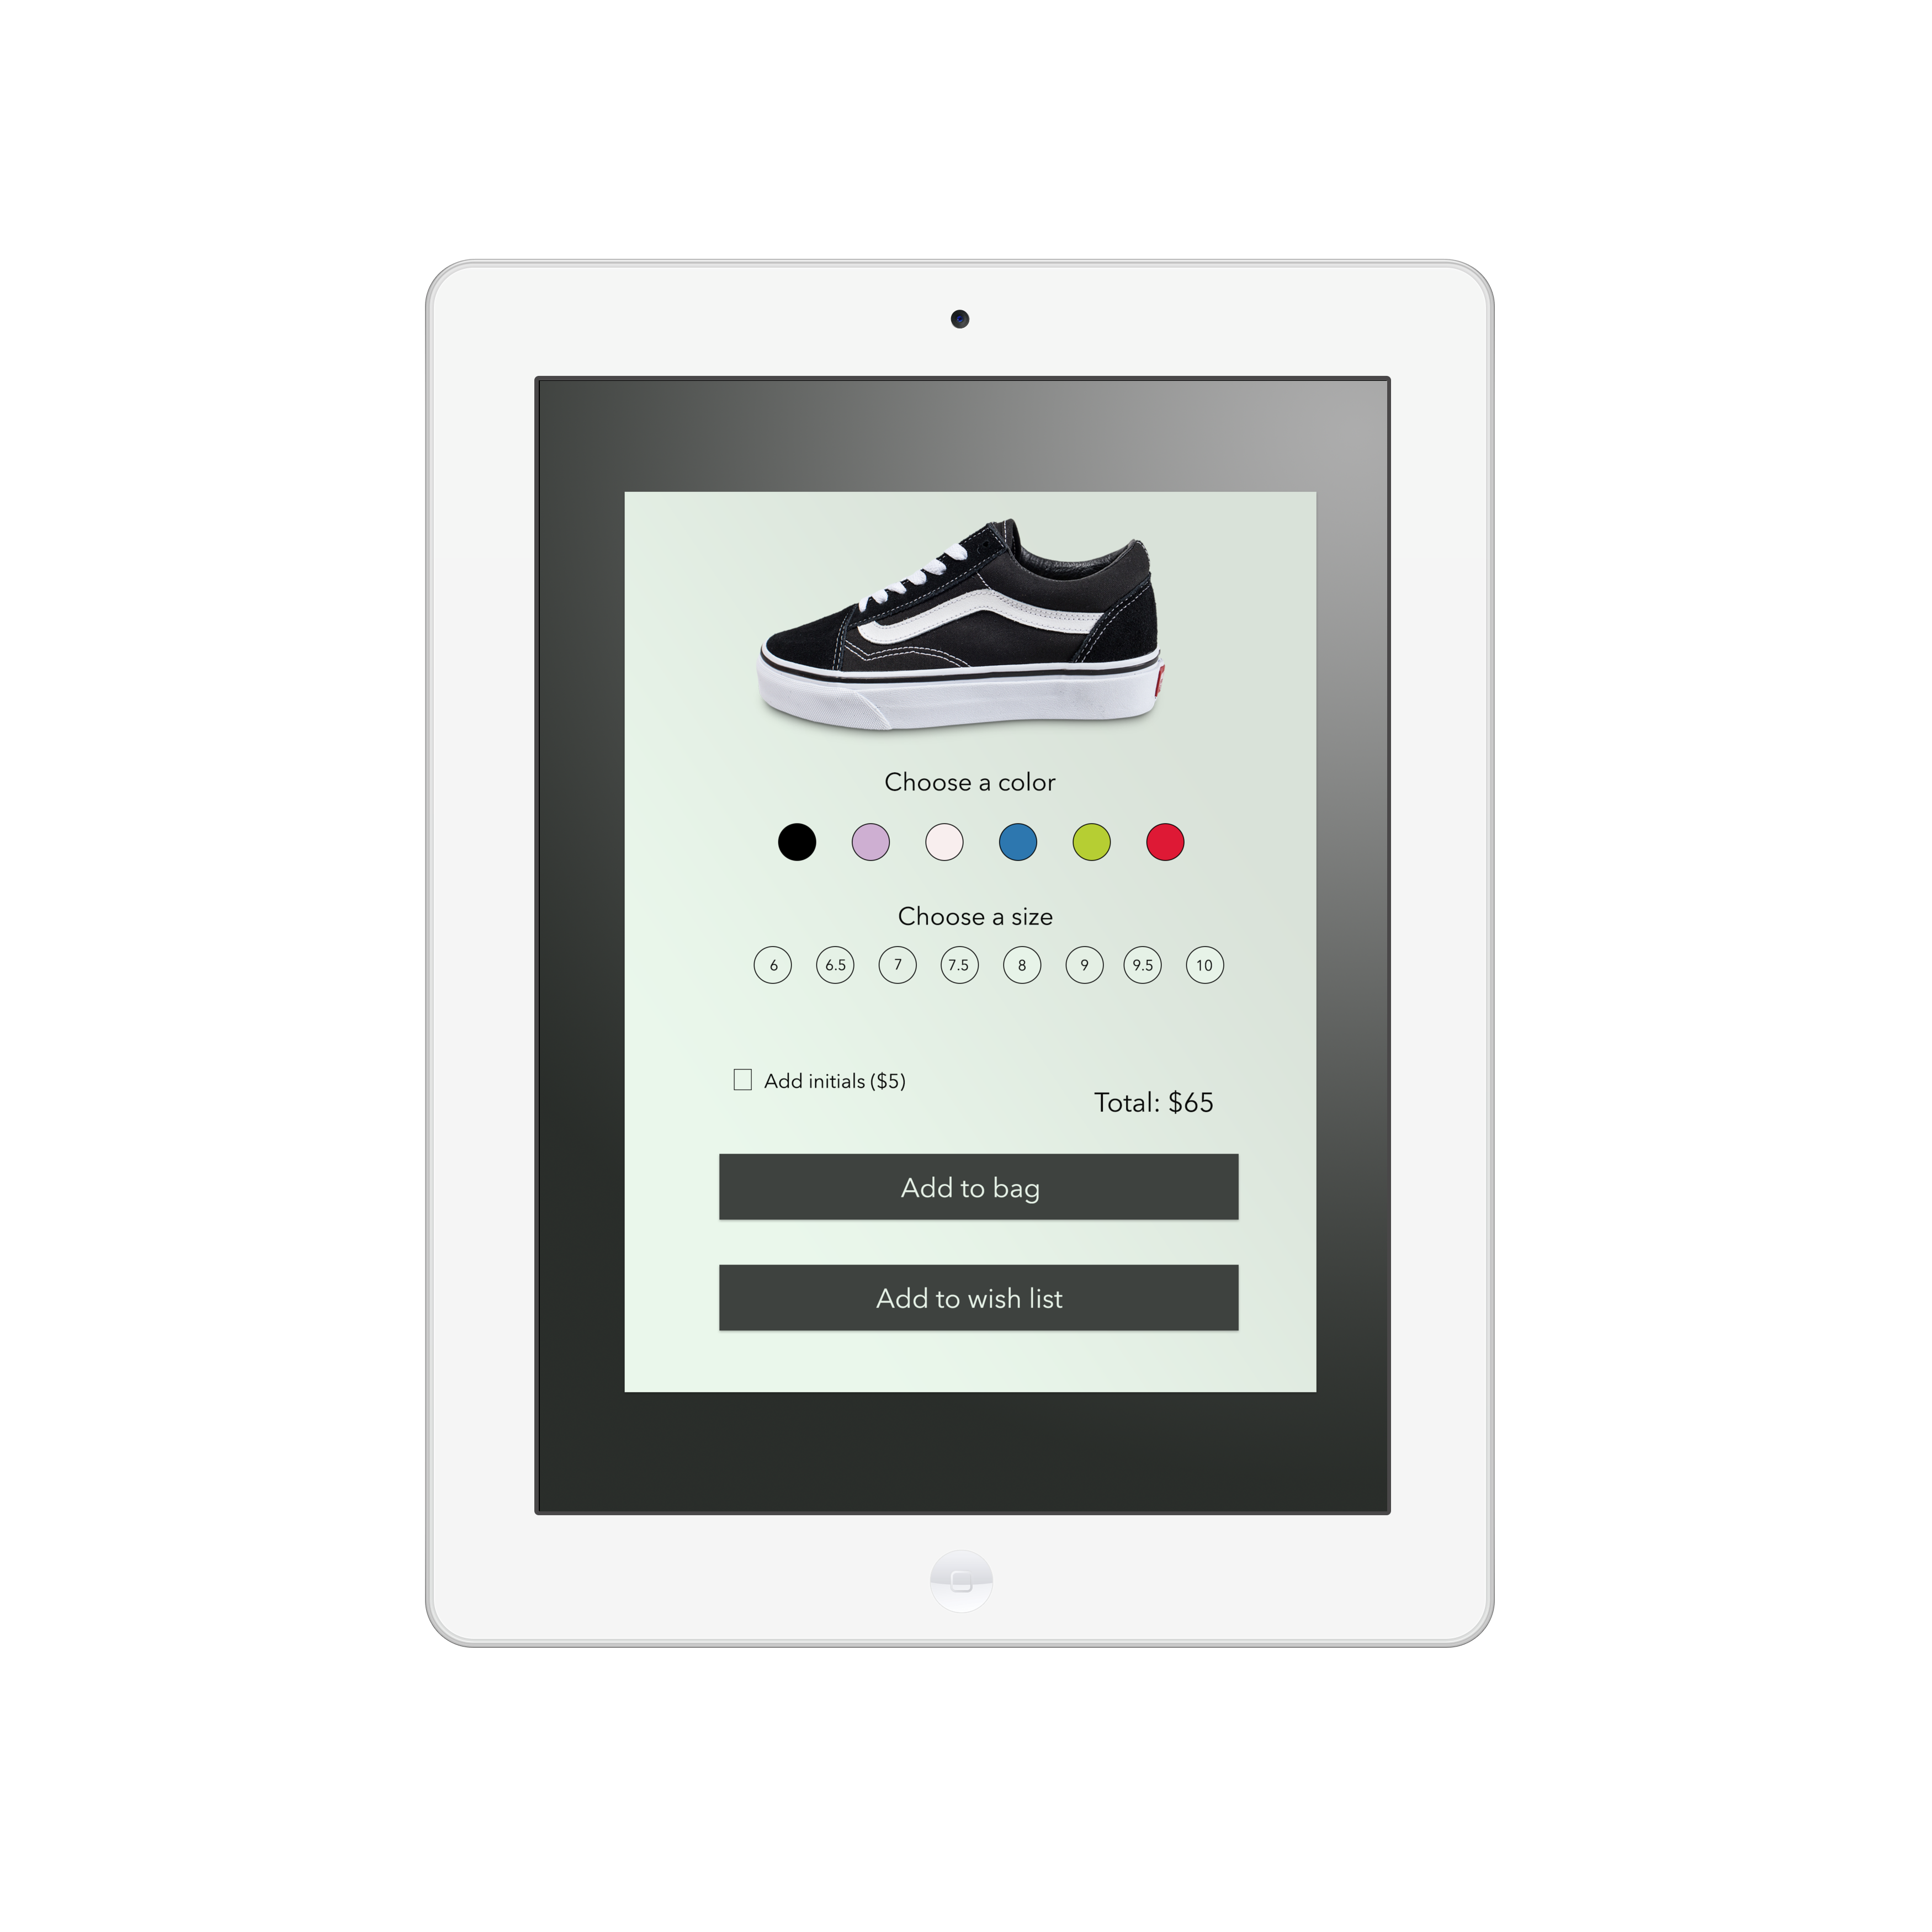 Choose a color
Choose a size
6 6.5 7 7.5 8 9 9.5 10
Add initials ($5)
Total: $65
Add to bag
Add to wish list